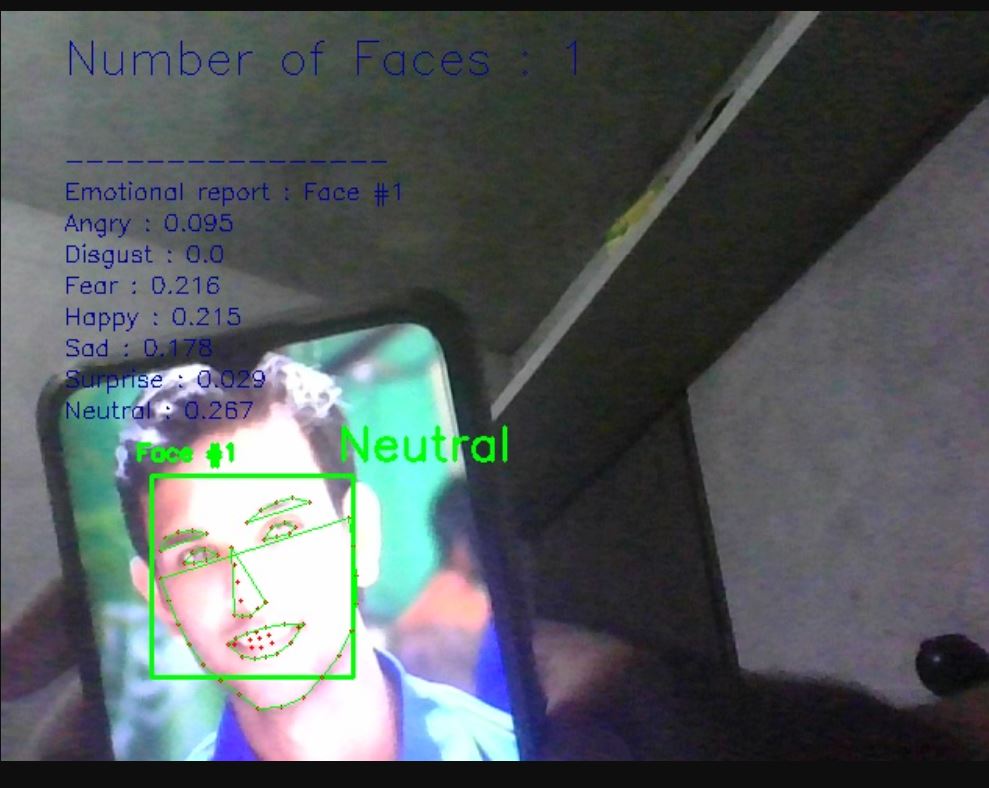 Number of Faces : 1
----------------
Emotional report : Face #1
Angry : 0.095
Disgust : 0.0
Fear : 0.216
Happy : 0.215
Sad : 0.178
Surprise : 0.029
Neutral : 0.267
Face #1
Neutral